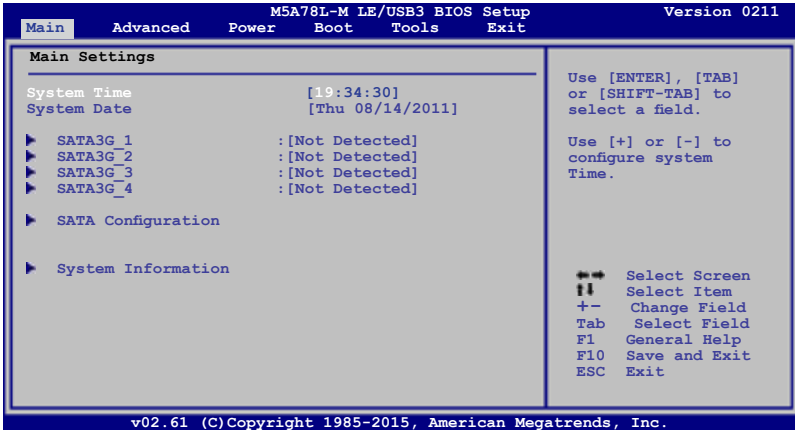 M5A78L-M LE/USB3 BIOS Setup Version 0211
Main Advanced Power Boot Tools Exit
Main Settings
System Time [19:34:30]
System Date [Thu 08/14/2011]
SATA3G_1 :[Not Detected]
SATA3G_2 :[Not Detected]
SATA3G_3 :[Not Detected]
SATA3G_4 :[Not Detected]
SATA Configuration
System Information
Use [ENTER], [TAB]
or [SHIFT-TAB] to
select a field.
Use [+] or [-] to
configure system
Time.
Select Screen
Select Item
+- Change Field
Tab Select Field
F1 General Help
F10 Save and Exit
ESC Exit
v02.61 (C)Copyright 1985-2015, American Megatrends, Inc.